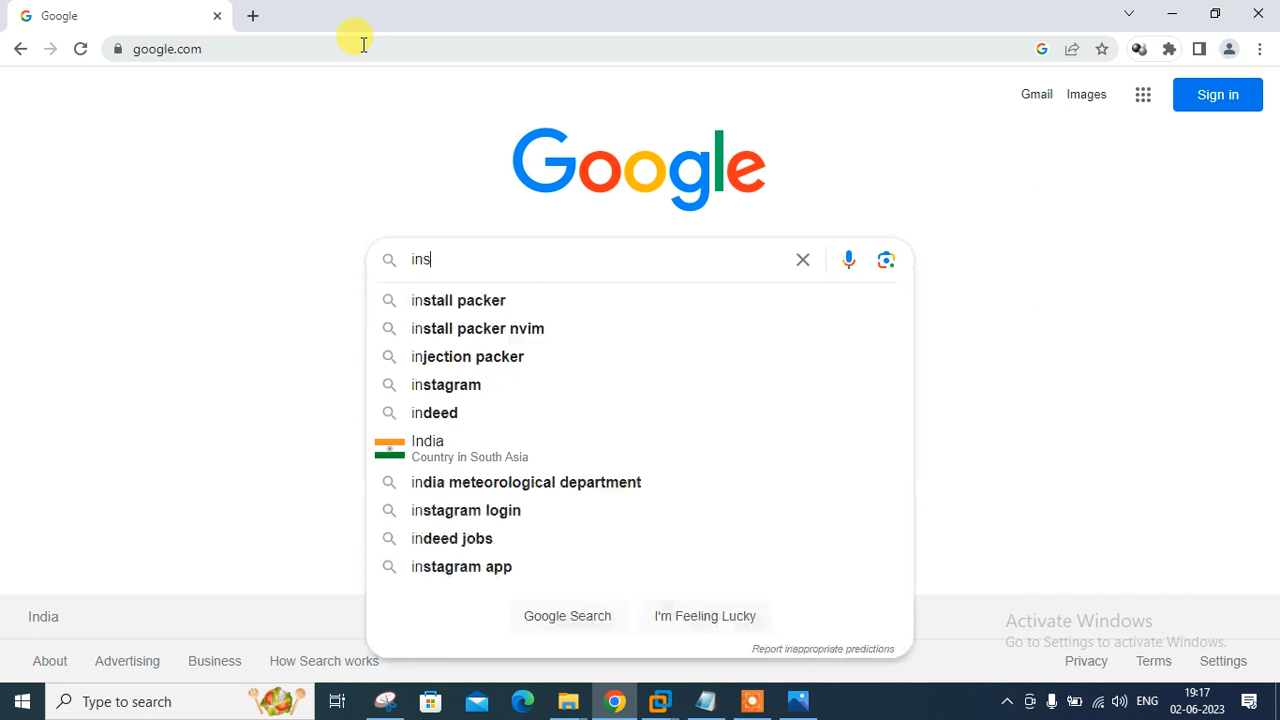 Google
google.com
Gmail Images Sign in
Google
ins
install packer
install packer nvim
injection packer
instagram
indeed
India
Country in South Asia
india meteorological department
instagram login
indeed jobs
instagram app
Google Search I'm Feeling Lucky
Report inappropriate predictions
India
Activate Windows
Go to Settings to activate Windows.
About Advertising Business How Search works Privacy Terms Settings
Type here to search
ENG
19:17
02-06-2023